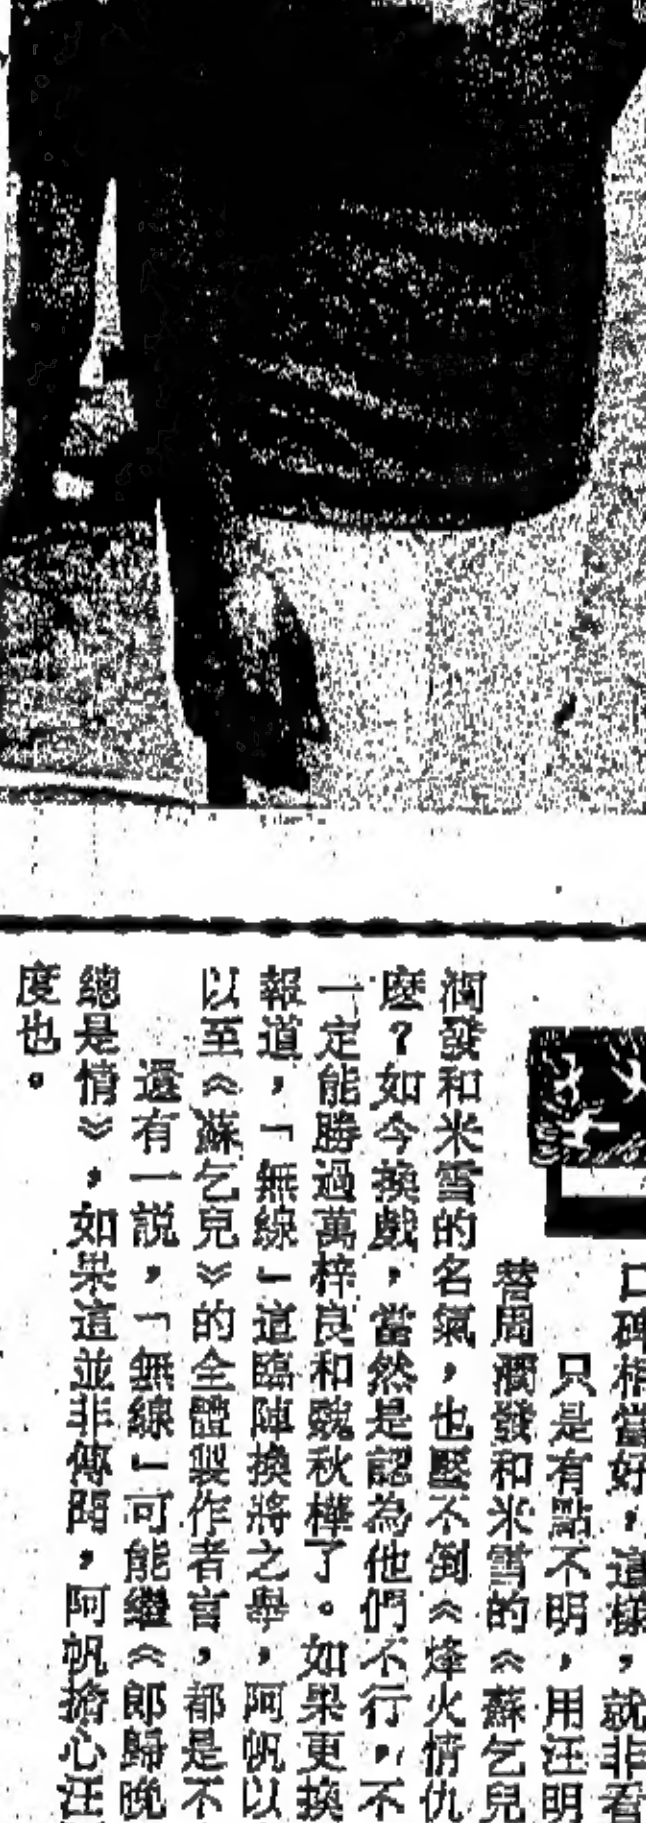 口碑相當好，這樣，就非看
只是有點不明，用汪明
替周潤發和米雪的《蘇乞兒
潤發和米雪的名氣，也壓不倒《烽火情仇
麼？如今換戲，當然是認為他們不行，不
一定能勝過萬梓良和魏秋樺了。如果更換
報道，「無線」這臨陣換將之舉，阿帆以
以至《蘇乞兒》的全體製作者言，都是不
還有一說，「無線」可能繼《郎歸晚
總是情》，如果這並非傳聞，阿帆擔心汪
度也。